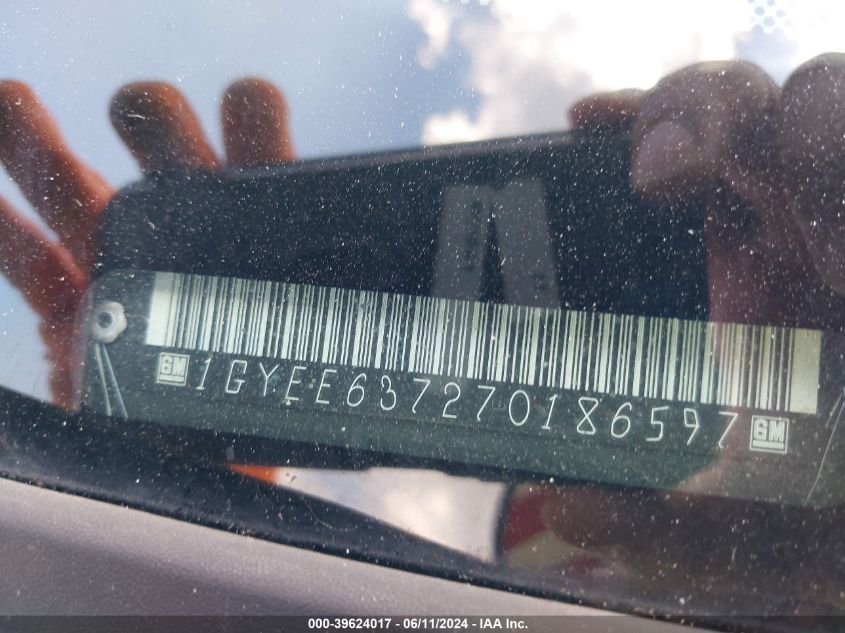 GM 1GYEE637270186597 GM
000-39624017 - 06/11/2024 - IAA Inc.